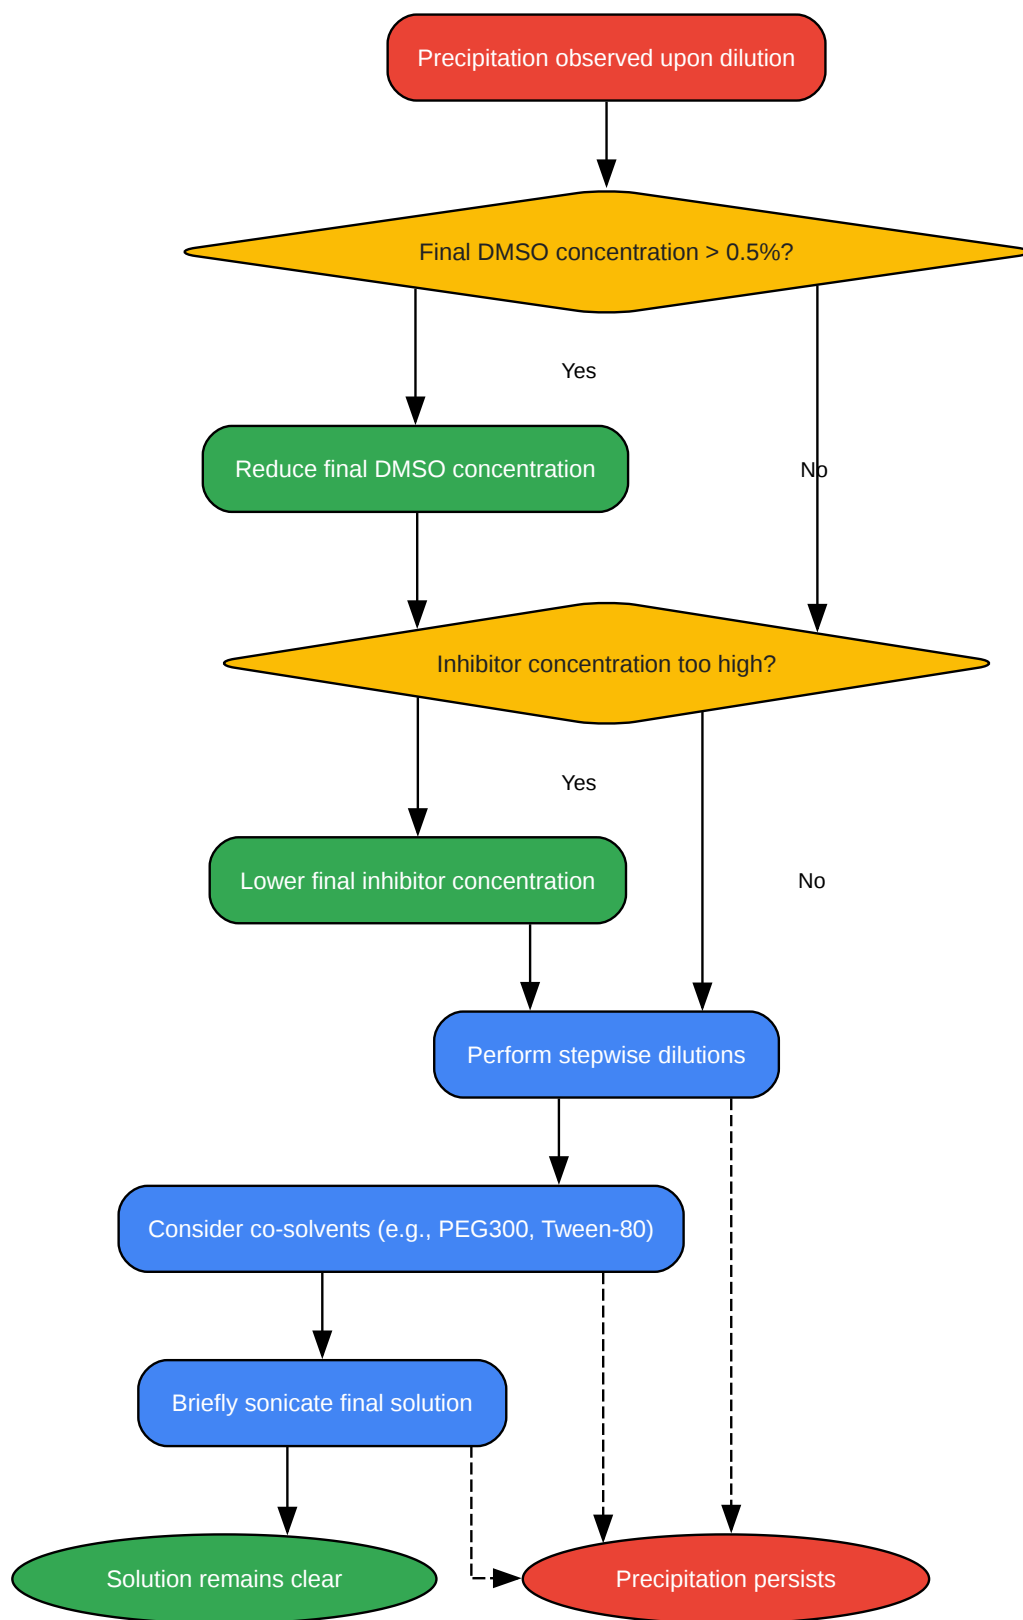 Precipitation observed upon dilution
Final DMSO concentration > 0.5%?
Yes
Reduce final DMSO concentration
No
Inhibitor concentration too high?
Yes
Lower final inhibitor concentration
No
Perform stepwise dilutions
Consider co-solvents (e.g., PEG300, Tween-80)
Briefly sonicate final solution
Solution remains clear
Precipitation persists